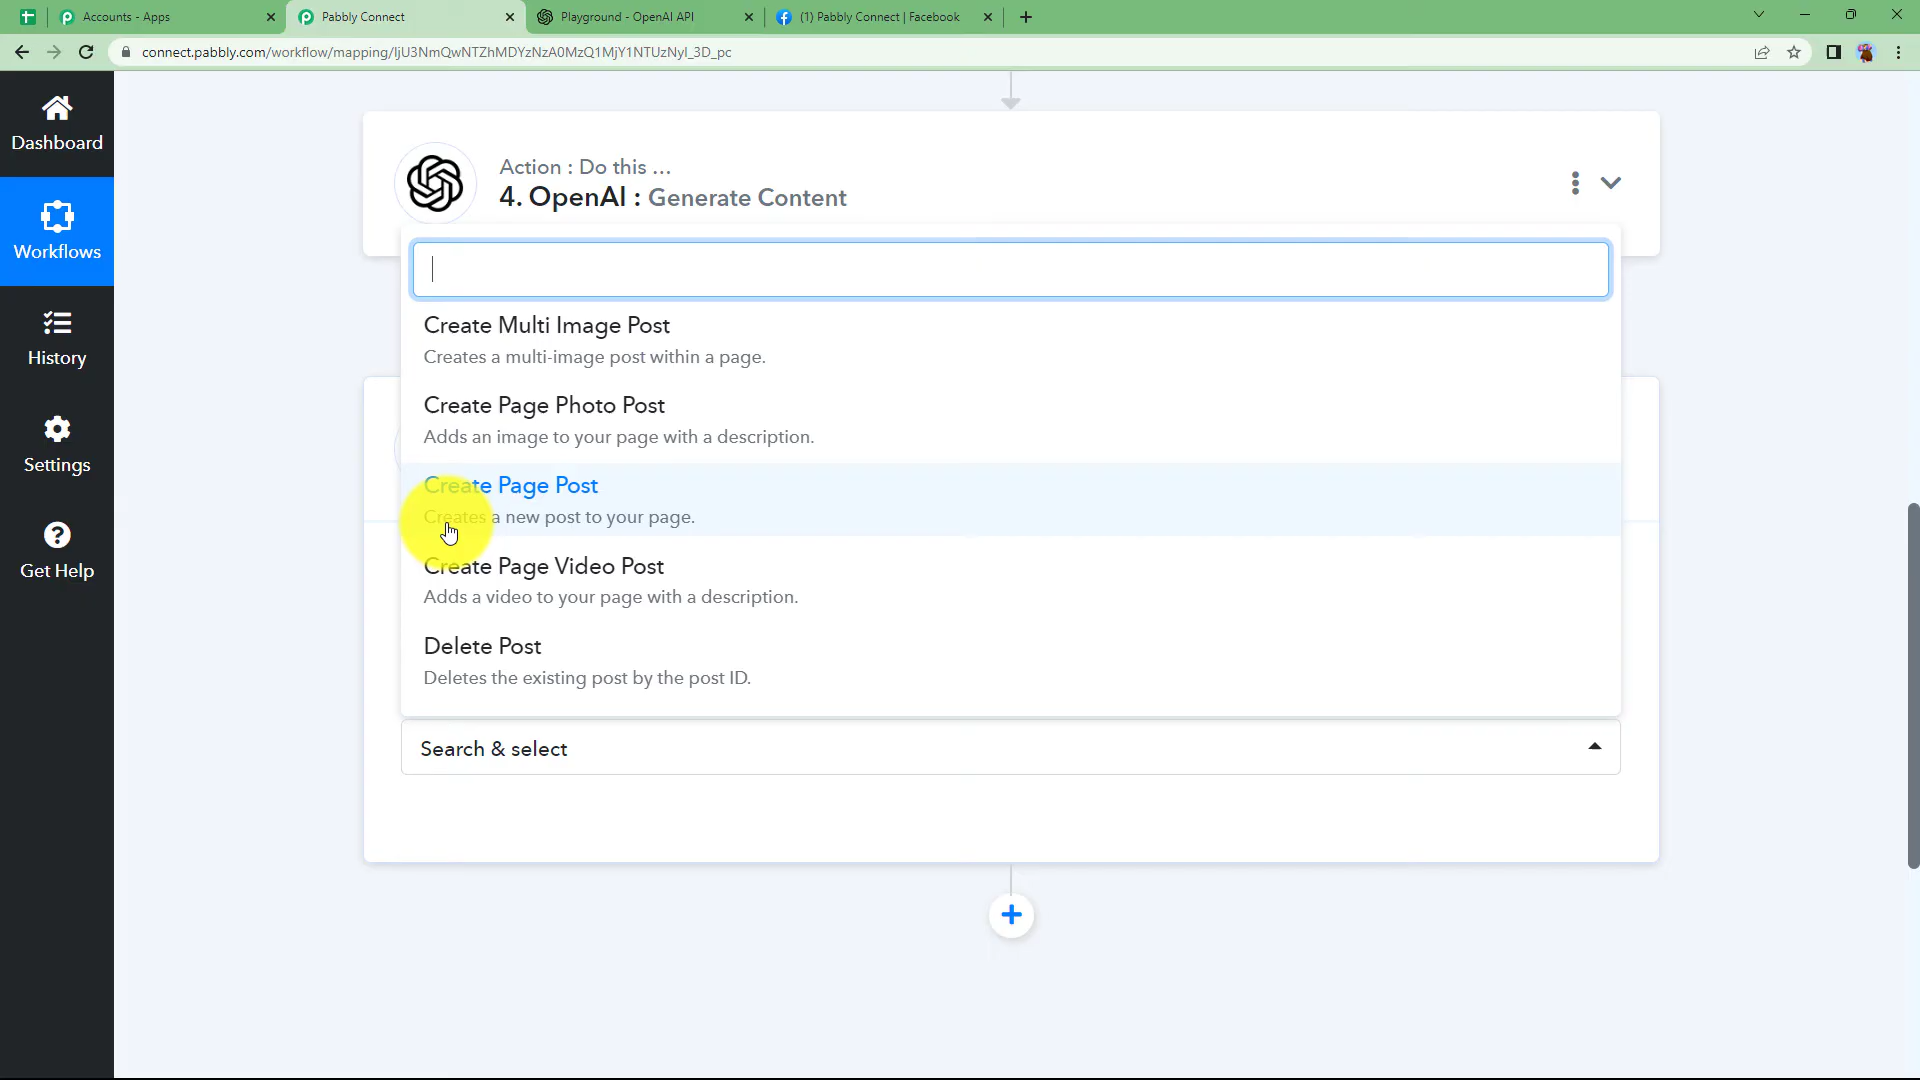 Accounts - Apps
Pabbly Connect
Playground - OpenAI API
(1) Pabbly Connect | Facebook
connect.pabbly.com/workflow/mapping/IjU3NmQwNTZhMDYzNzA0MzQ1MjY1NTUzNyI_3D_pc
Dashboard
Workflows
History
Settings
Get Help
Action : Do this ...
4. OpenAI : Generate Content
Create Multi Image Post
Creates a multi-image post within a page.
Create Page Photo Post
Adds an image to your page with a description.
Create Page Post
Creates a new post to your page.
Create Page Video Post
Adds a video to your page with a description.
Delete Post
Deletes the existing post by the post ID.
Search & select